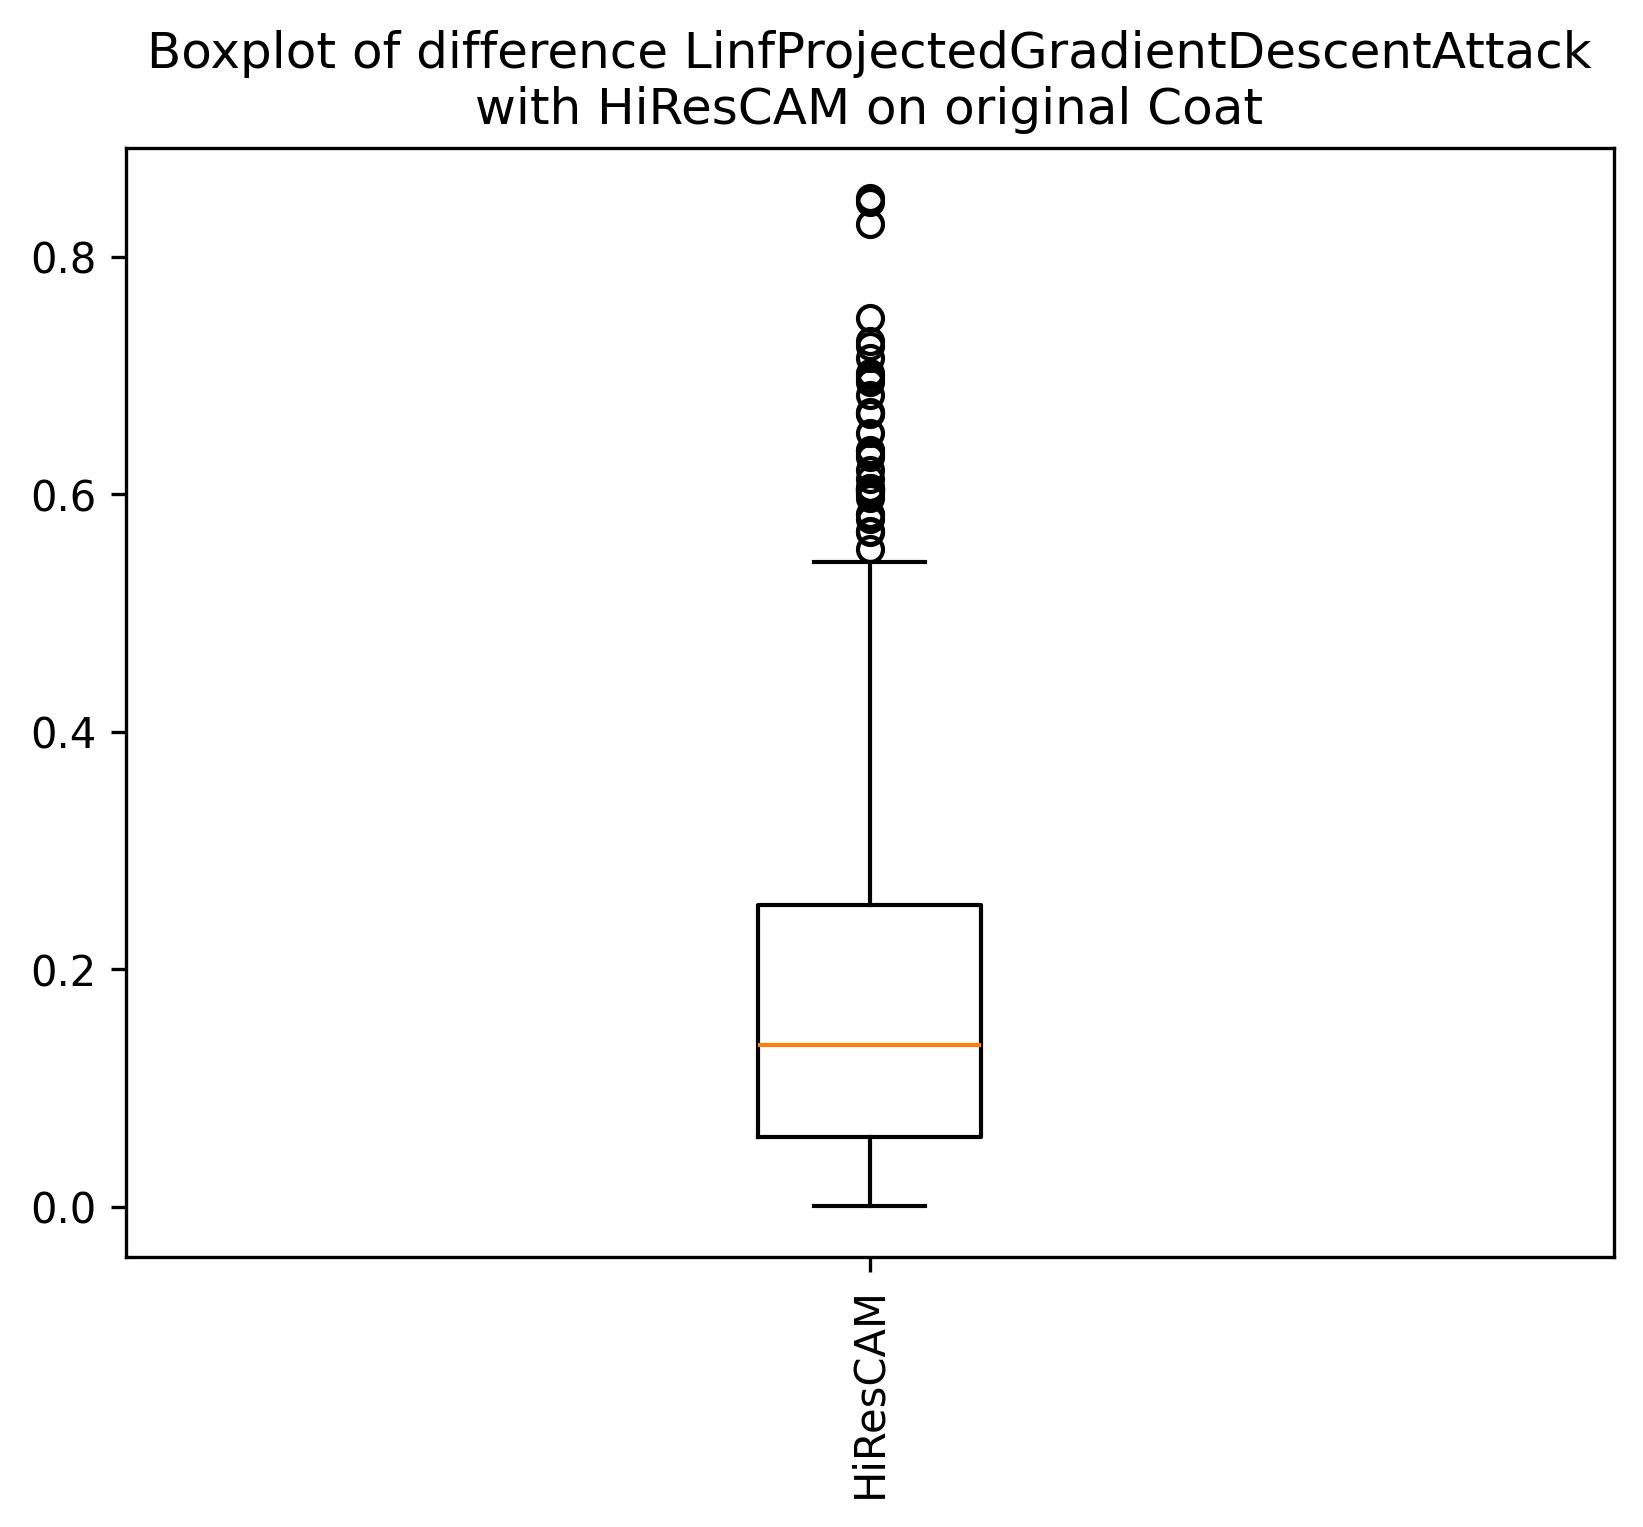 Boxplot of difference LinfProjectedGradientDescentAttack
with HiResCAM on original Coat
0.8
0.6
0.4
0.2
0.0
HiResCAM